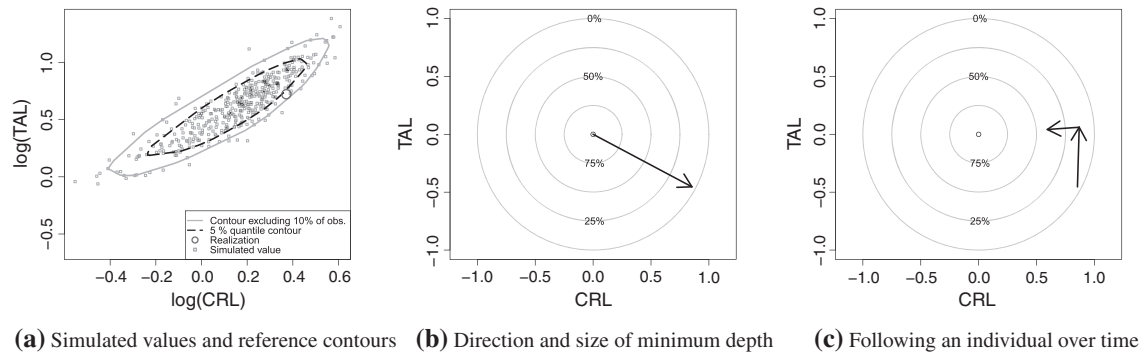 log(TAL)
1.0
0.5
0.0
−0.5
Contour excluding 10% of obs.
5 % quantile contour
Realization
Simulated value
−0.4 −0.2 0.0 0.2 0.4 0.6
log(CRL)
(a) Simulated values and reference contours
TAL
1.0
0.5
0.0
−0.5
−1.0
0%
50%
75%
25%
−1.0 −0.5 0.0 0.5 1.0
CRL
(b) Direction and size of minimum depth
TAL
1.0
0.5
0.0
−0.5
−1.0
0%
50%
75%
25%
−1.0 −0.5 0.0 0.5 1.0
CRL
(c) Following an individual over time